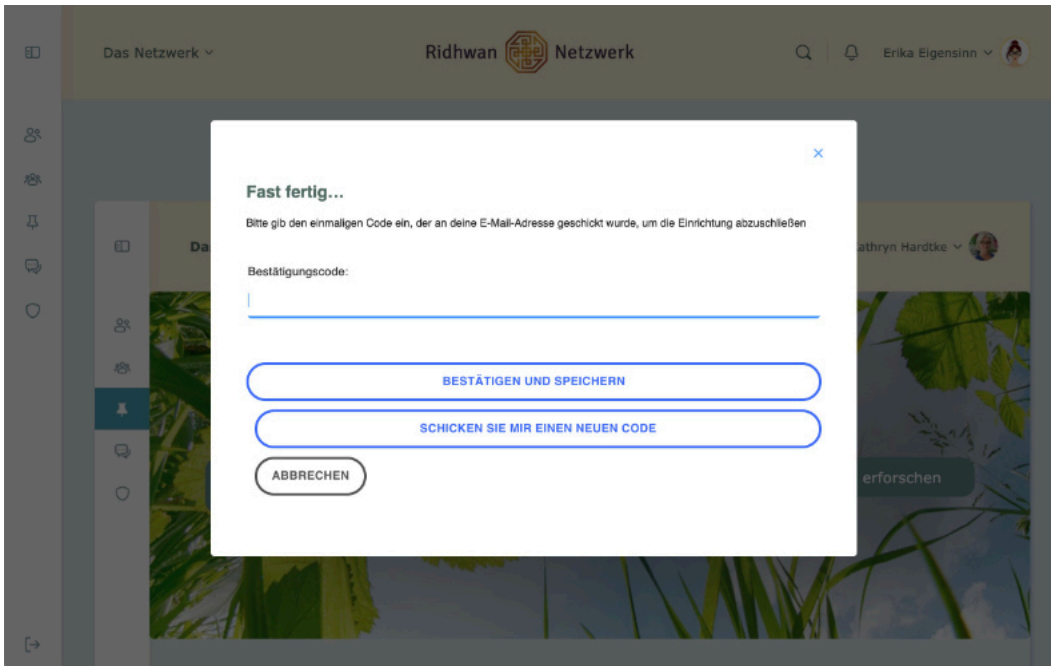 Das Netzwerk
Ridhwan Netzwerk
Erika Eigensinn
Fast fertig...
Bitte gib den einmaligen Code ein, der an deine E-Mail-Adresse geschickt wurde, um die Einrichtung abzuschließen
Da
athryn Hardtke
Bestätigungscode:
BESTÄTIGEN UND SPEICHERN
SCHICKEN SIE MIR EINEN NEUEN CODE
ABBRECHEN
erforschen